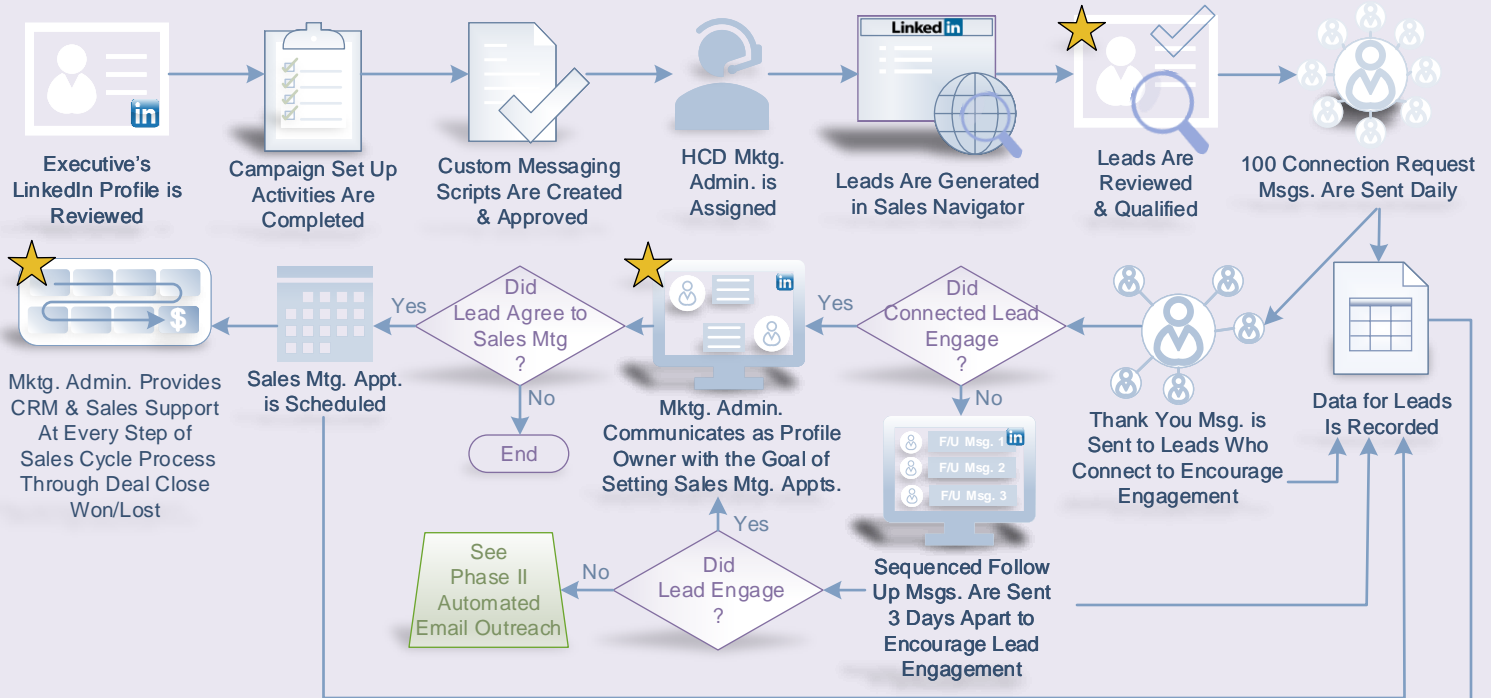 Executive's
LinkedIn Profile is
Reviewed
in
Campaign Set Up
Activities Are
Completed
Custom Messaging
Scripts Are Created
& Approved
HCD Mktg.
Admin. is
Assigned
Linked in
Leads Are Generated
in Sales Navigator
Leads Are
Reviewed
& Qualified
100 Connection Request
Msgs. Are Sent Daily
Data for Leads
Is Recorded
Thank You Msg. is
Sent to Leads Who
Connect to Encourage
Engagement
Did
Connected Lead
Engage
?
Yes
No
in
F/U Msg. 1
F/U Msg. 2
F/U Msg. 3
Sequenced Follow
Up Msgs. Are Sent
3 Days Apart to
Encourage Lead
Engagement
Did
Lead Engage
?
Yes
No
See
Phase II
Automated
Email Outreach
in
Mktg. Admin.
Communicates as Profile
Owner with the Goal of
Setting Sales Mtg. Appts.
Did
Lead Agree to
Sales Mtg
?
Yes
No
End
Sales Mtg. Appt.
is Scheduled
$
Mktg. Admin. Provides
CRM & Sales Support
At Every Step of
Sales Cycle Process
Through Deal Close
Won/Lost